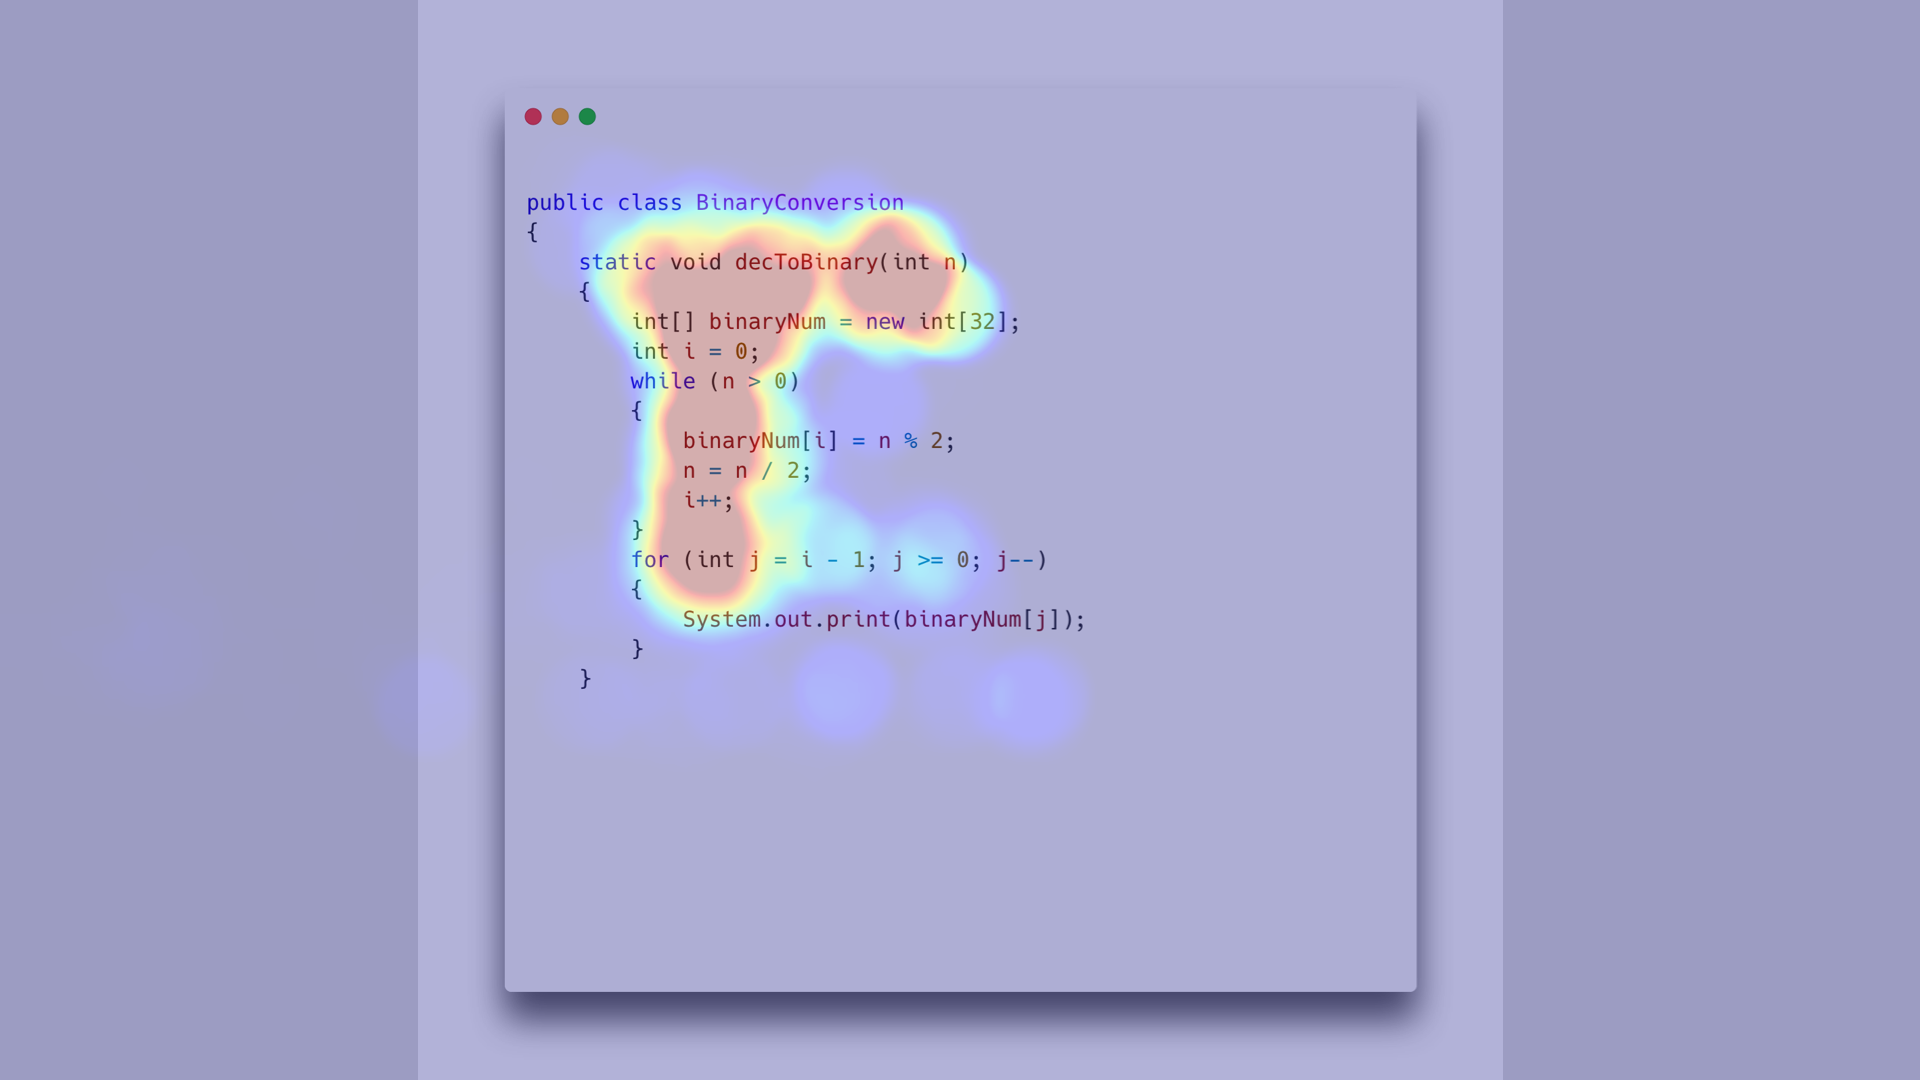 public class BinaryConversion
{
    static void decToBinary(int n)
    {
        int[] binaryNum = new int[32];
        int i = 0;
        while (n > 0)
        {
            binaryNum[i] = n % 2;
            n = n / 2;
            i++;
        }
        for (int j = i - 1; j >= 0; j--)
        {
            System.out.print(binaryNum[j]);
        }
    }